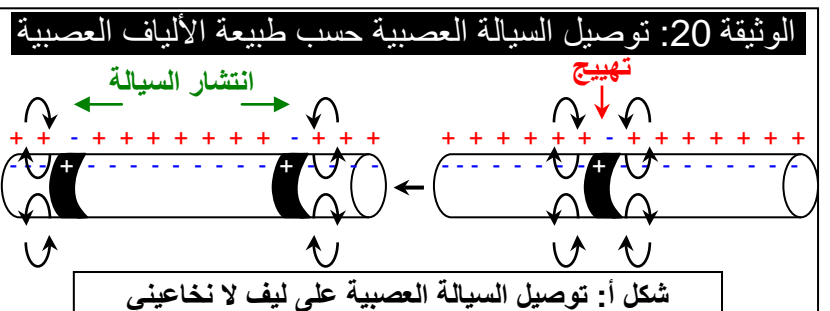 الوثيقة 20: توصيل السيالة العصبية حسب طبيعة الألياف العصبية
تهييج
انتشار السيالة
+ + - + + + + + + + - + + +
+ + + + + + + - + + + + + + + +
- - - + - - - - - - - - - + - - - -
- - - - - - - - + - - - - - - - - -
شكل أ: توصيل السيالة العصبية على ليف لا نخاعيني